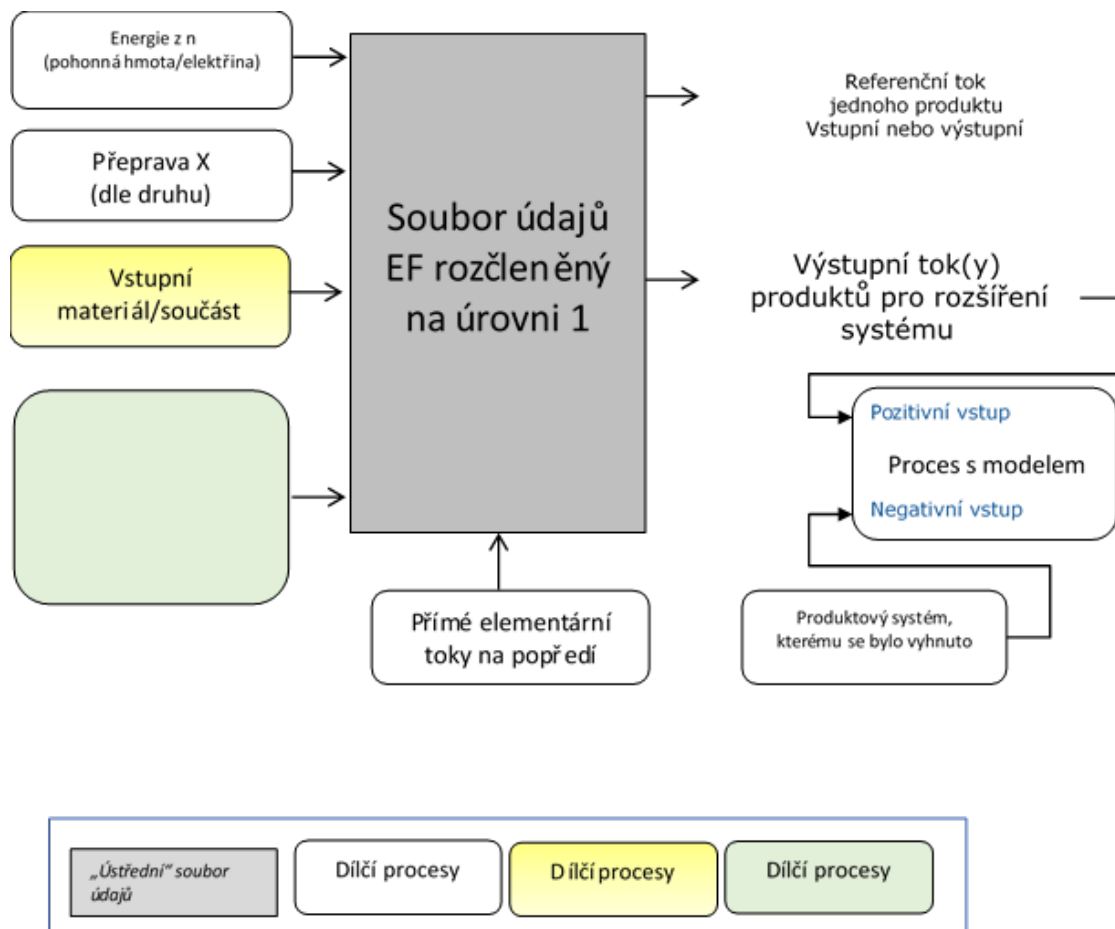 Energie z n
(pohonná hmota/elektřina)
Přeprava X
(dle druhu)
Vstupní
materiál/součást
Soubor údajů
EF rozčleněný
na úrovni 1
Přímé elementární
toky na popředí
Referenční tok
jednoho produktu
Vstupní nebo výstupní
Výstupní tok(y)
produktů pro rozšíření
systému
Pozitivní vstup
Proces s modelem
Negativní vstup
Produktový systém,
kterému se bylo vyhnuto
„Ústřední“ soubor
údajů
Dílčí procesy
Dílčí procesy
Dílčí procesy